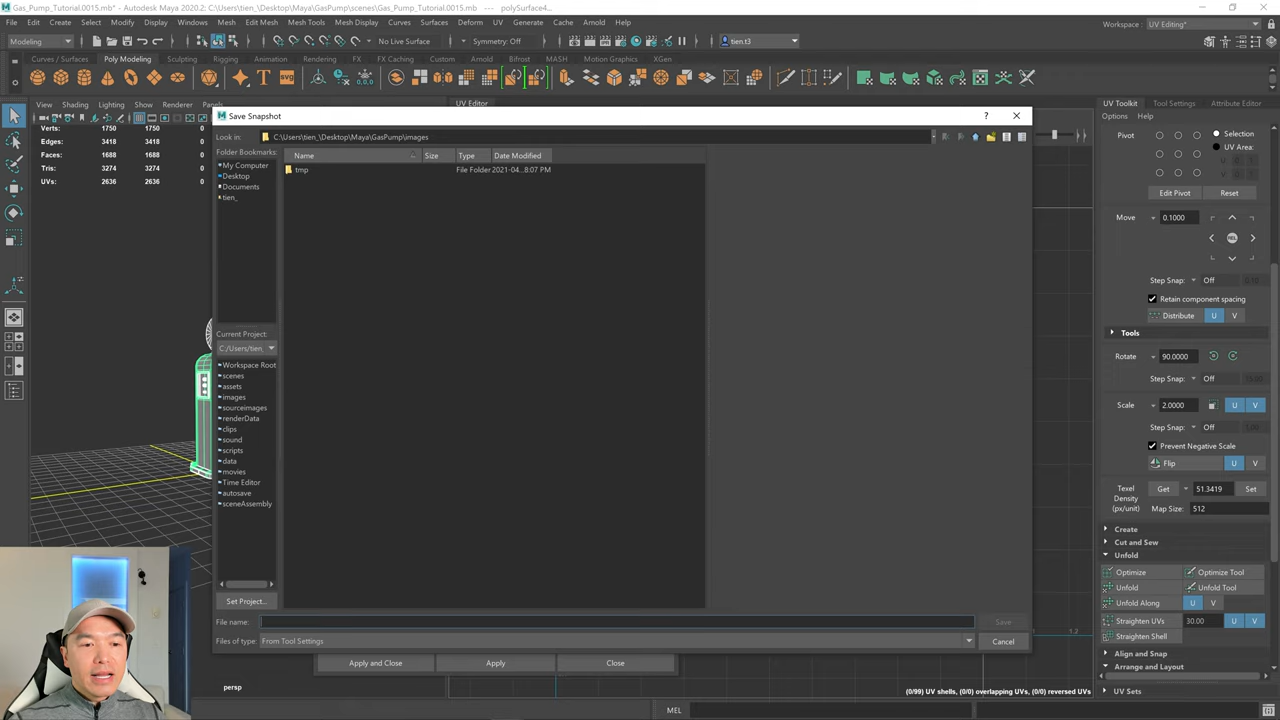 Gas_Pump_Tutorial.0015.mb* - Autodesk Maya 2020.2: C:\Users\tien_\Desktop\Maya\GasPump\scenes\Gas_Pump_Tutorial.0015.mb --- polySurface4...
File Edit Create Select Modify Display Windows Mesh Edit Mesh Mesh Tools Mesh Display Curves Surfaces Deform UV Generate Cache Arnold Help
Workspace : UV Editing*
Modeling No Live Surface Symmetry: Off tien.t3
Curves / Surfaces Poly Modeling Sculpting Rigging Animation Rendering FX FX Caching Custom Arnold Bifrost MASH Motion Graphics XGen
View Shading Lighting Show Renderer Panels
UV Editor
UV Toolkit Tool Settings Attribute Editor
Options Help
Verts: 1750 1750 0
Edges: 3418 3418 0
Faces: 1688 1688 0
Tris: 3274 3274 0
UVs: 2636 2636 0
Save Snapshot
Look in: C:\Users\tien_\Desktop\Maya\GasPump\images
Folder Bookmarks:
My Computer
Desktop
Documents
tien_
Name Size Type Date Modified
tmp File Folder 2021-04...8:07 PM
Current Project:
C:/Users/tien_
Workspace Root
scenes
assets
images
sourceimages
renderData
clips
sound
scripts
data
movies
Time Editor
autosave
sceneAssembly
Set Project...
File name: Save
Files of type: From Tool Settings Cancel
Apply and Close Apply Close
persp
1.2
(0/99) UV shells, (0/0) overlapping UVs, (0/0) reversed UVs
MEL
Pivot Selection
UV Area:
Edit Pivot Reset
Move 0.1000
Step Snap: Off
Retain component spacing
Distribute U V
Tools
Rotate 90.0000
Step Snap: Off
Scale 2.0000 U V
Step Snap: Off
Prevent Negative Scale
Flip U V
Texel
Density
(px/unit)
Get 51.3419 Set
Map Size: 512
Create
Cut and Sew
Unfold
Optimize Optimize Tool
Unfold Unfold Tool
Unfold Along U V
Straighten UVs 30.00 U V
Straighten Shell
Align and Snap
Arrange and Layout
UV Sets